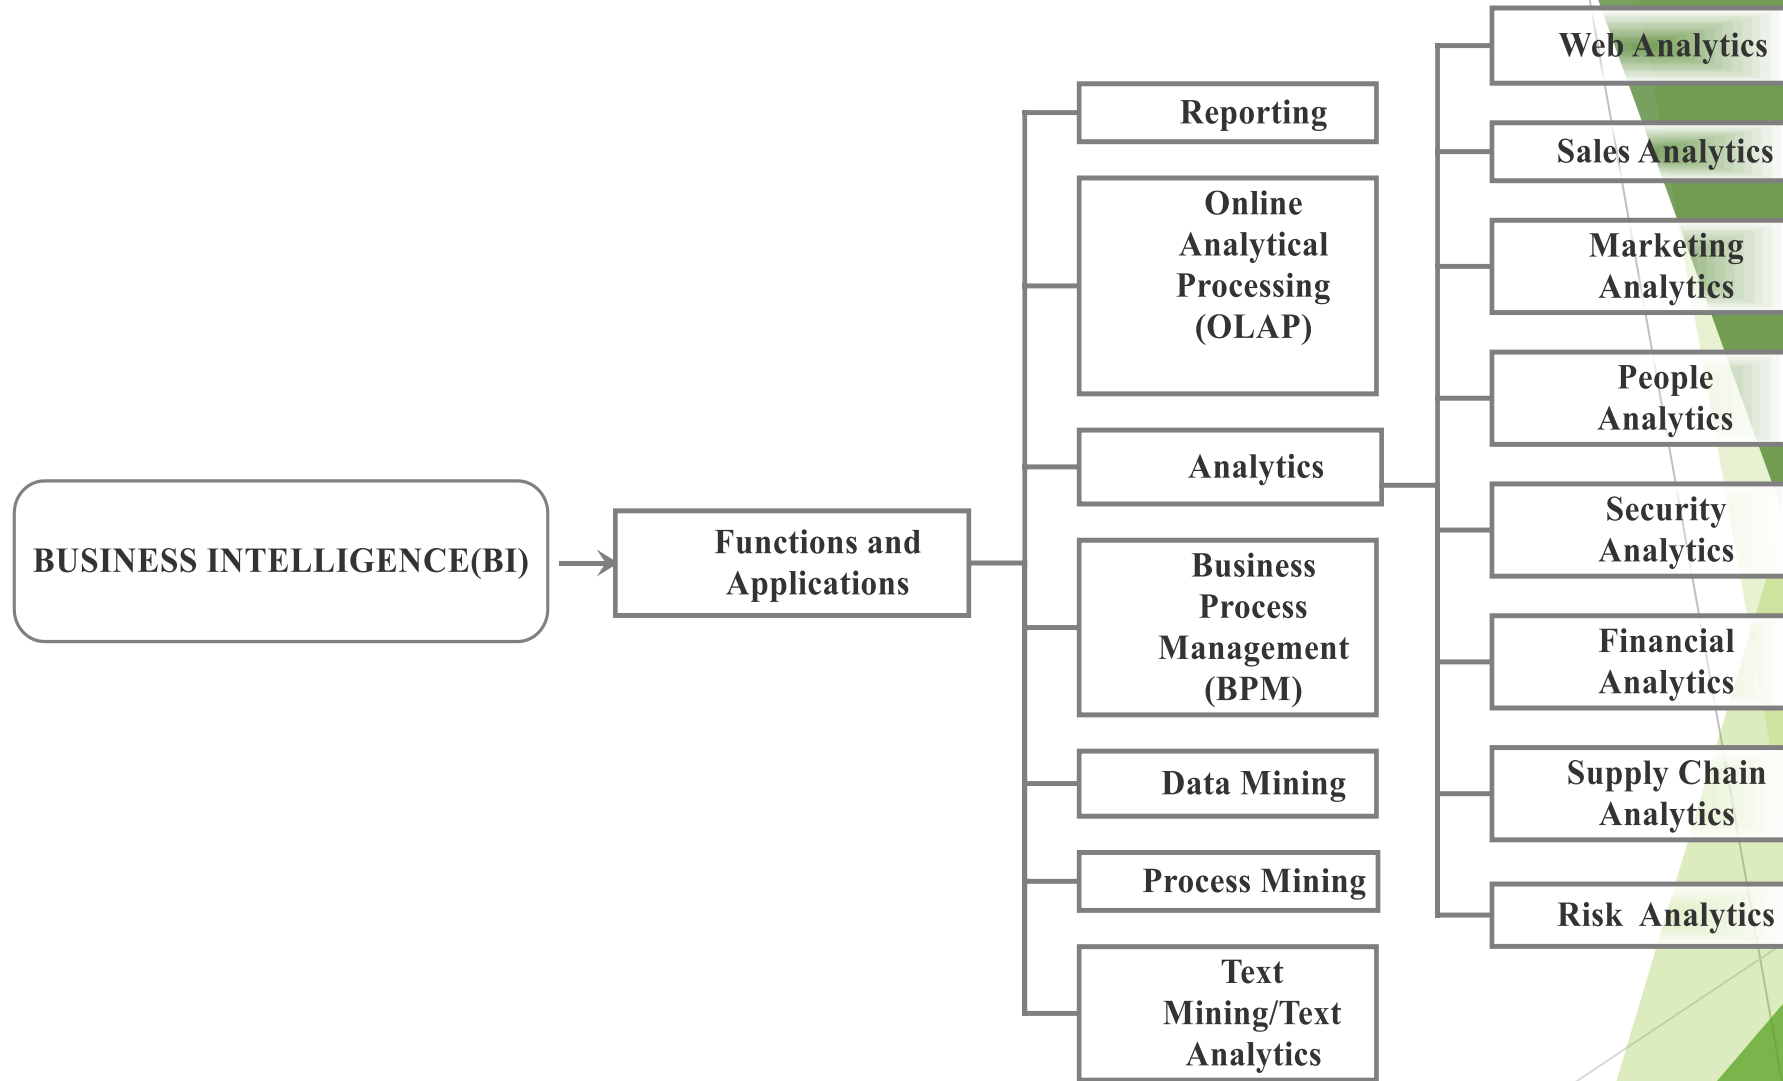 BUSINESS INTELLIGENCE(BI)
Functions and
Applications
Reporting
Online
Analytical
Processing
(OLAP)
Analytics
Business
Process
Management
(BPM)
Data Mining
Process Mining
Text
Mining/Text
Analytics
Web Analytics
Sales Analytics
Marketing
Analytics
People
Analytics
Security
Analytics
Financial
Analytics
Supply Chain
Analytics
Risk  Analytics